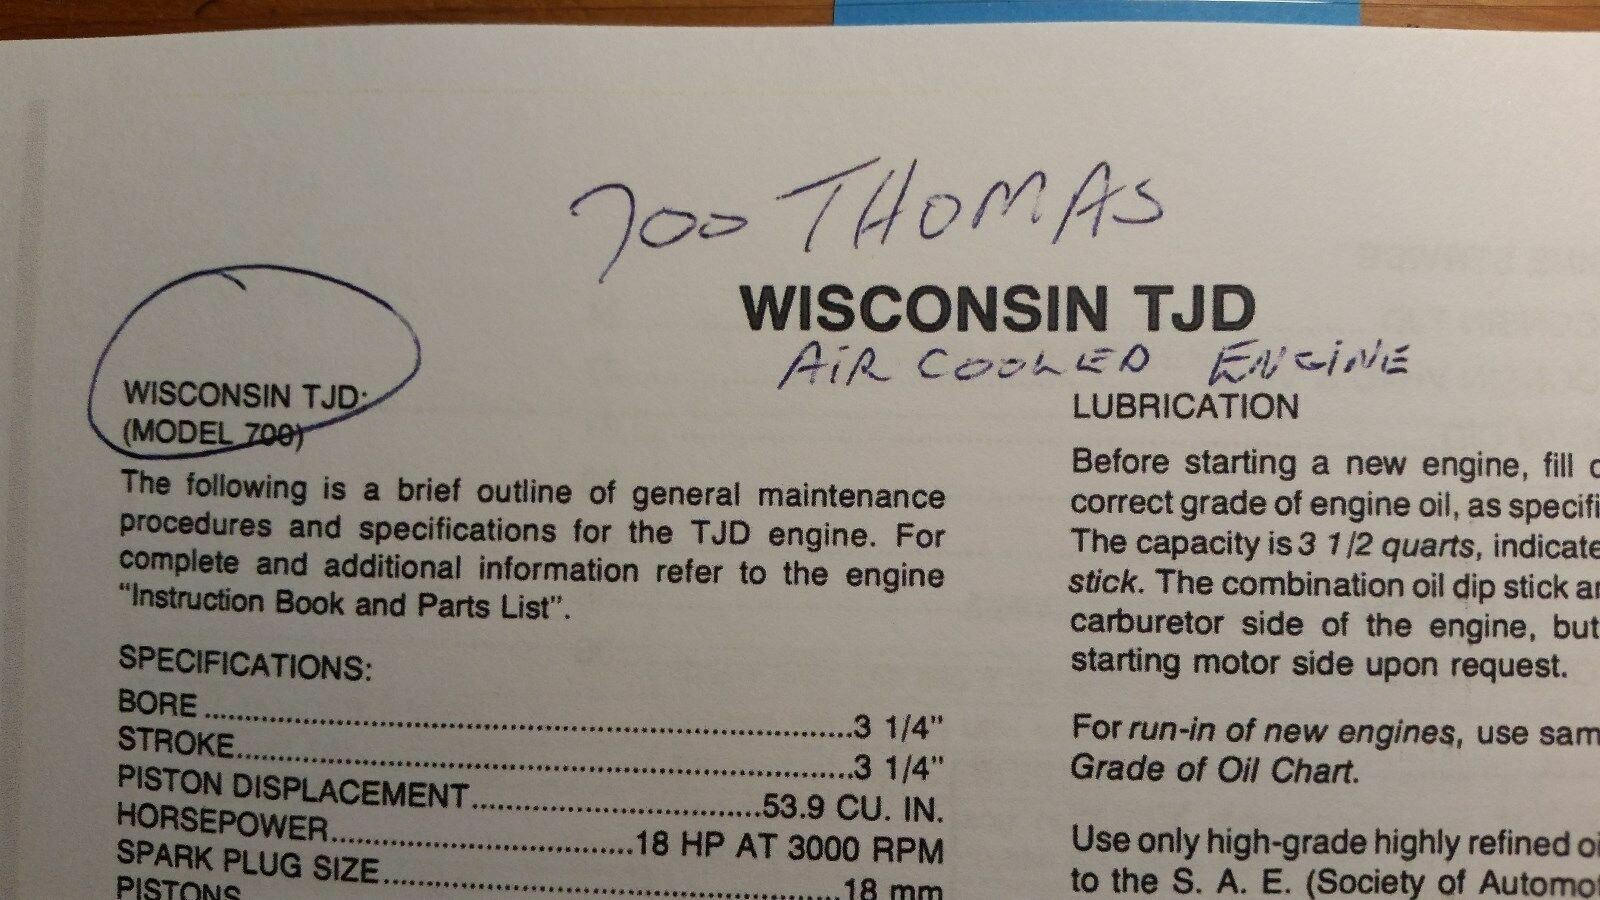 700 THOMAS
WISCONSIN TJD
AiR COOLED ENGiNE
WISCONSIN TJD
(MODEL 700)
The following is a brief outline of general maintenance
procedures and specifications for the TJD engine. For
complete and additional information refer to the engine
"Instruction Book and Parts List".
SPECIFICATIONS:
BORE ..... 3 1/4"
STROKE..... 3 1/4"
PISTON DISPLACEMENT..... 53.9 CU. IN.
HORSEPOWER..... 18 HP AT 3000 RPM
SPARK PLUG SIZE..... 18 mm
PISTONS
LUBRICATION
Before starting a new engine, fill
correct grade of engine oil, as
The capacity is 3 1/2 quarts,
stick. The combination oil dip stick
carburetor side of the engine, but
starting motor side upon request.
For run-in of new engines, use
Grade of Oil Chart.
Use only high-grade highly refined
to the S. A. E. (Society of